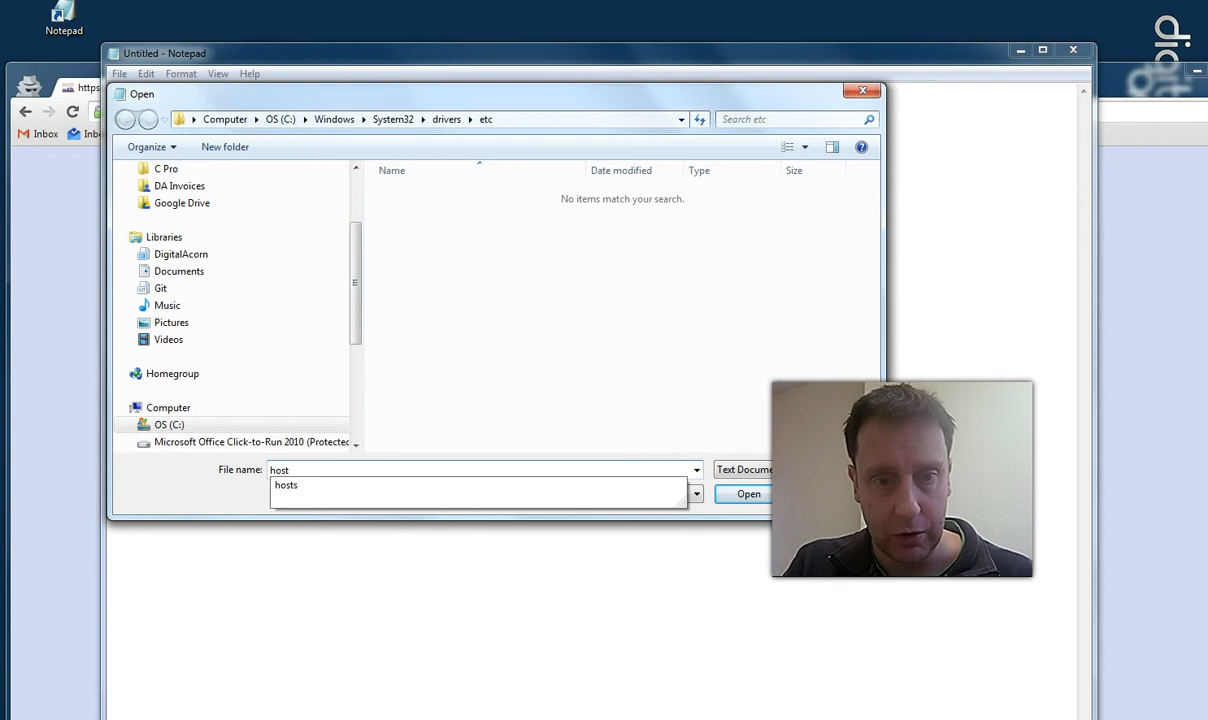 Notepad
Untitled - Notepad
File Edit Format View Help
https
Open
Computer OS (C:) Windows System32 drivers etc
Search etc
Organize New folder
Inbox
Name Date modified Type Size
C Pro
No items match your search.
DA Invoices
Google Drive
Libraries
DigitalAcorn
Documents
Git
Music
Pictures
Videos
Homegroup
Computer
OS (C:)
Microsoft Office Click-to-Run 2010 (Protected
File name: host
Text Docume
hosts
Open